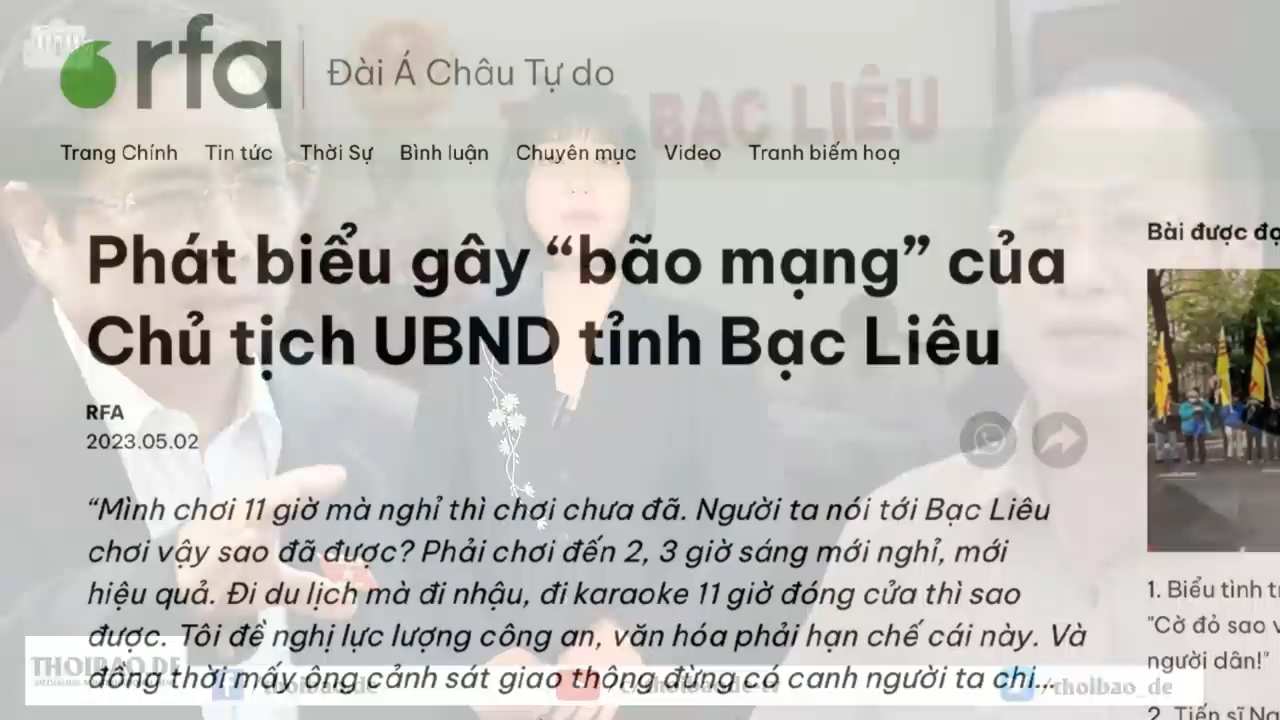 rfa Đài Á Châu Tự do
BẠC LIÊU
Trang Chính Tin tức Thời Sự Bình luận Chuyên mục Video Tranh biếm hoạ
Phát biểu gây “bão mạng” của
Chủ tịch UBND tỉnh Bạc Liêu
RFA
2023.05.02
“Mình chơi 11 giờ mà nghỉ thì chơi chưa đã. Người ta nói tới Bạc Liêu
chơi vậy sao đã được? Phải chơi đến 2, 3 giờ sáng mới nghỉ, mới
hiệu quả. Đi du lịch mà đi nhậu, đi karaoke 11 giờ đóng cửa thì sao
được. Tôi đề nghị lực lượng công an, văn hóa phải hạn chế cái này. Và
đồng thời mấy ông cảnh sát giao thông đừng có canh người ta chi...
Bài được đọ
1. Biểu tình t
"Cờ đỏ sao v
người dân!"
2. Tiến sĩ Ng
THOIBAO.DE
thoibao.de
thoibao_de